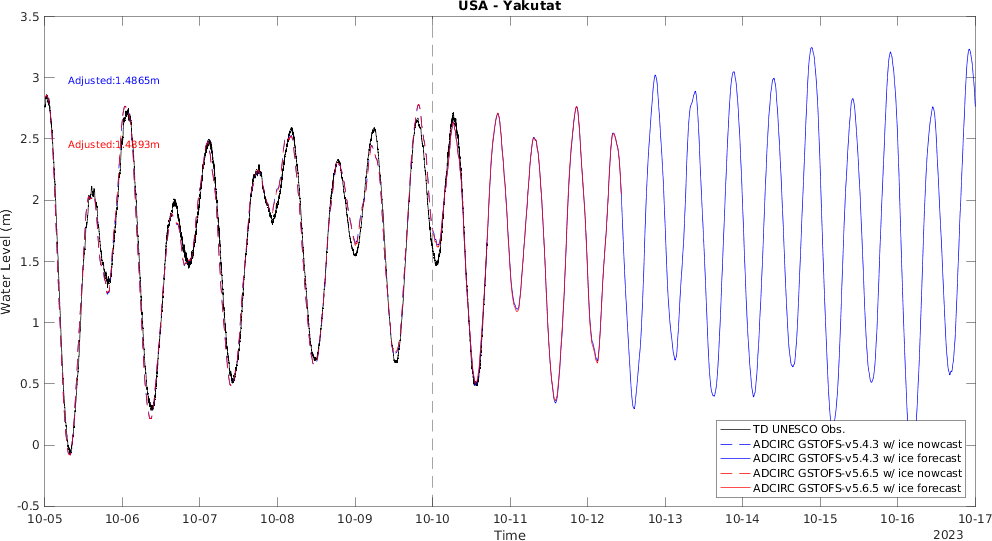 USA - Yakutat
3.5
3
2.5
2
1.5
1
0.5
0
-0.5
Water Level (m)
Adjusted:1.4865m
Adjusted:1.4893m
TD UNESCO Obs.
ADCIRC GSTOFS-v5.4.3 w/ ice nowcast
ADCIRC GSTOFS-v5.4.3 w/ ice forecast
ADCIRC GSTOFS-v5.6.5 w/ ice nowcast
ADCIRC GSTOFS-v5.6.5 w/ ice forecast
10-05 10-06 10-07 10-08 10-09 10-10 10-11 10-12 10-13 10-14 10-15 10-16 10-17
Time
2023